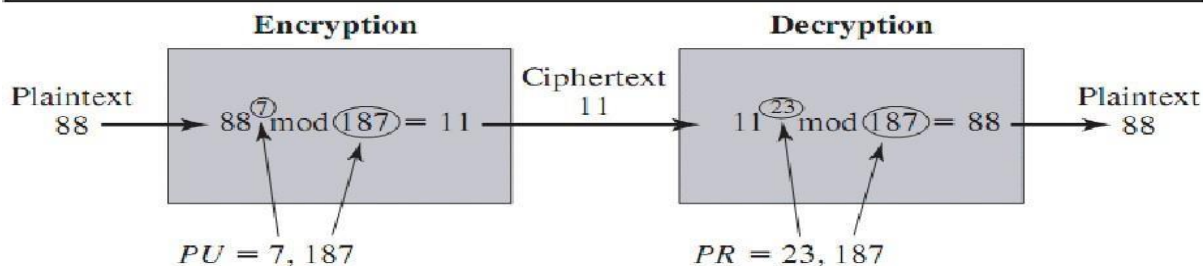 Encryption Decryption
Plaintext 88
88^7 mod 187 = 11
Ciphertext 11
11^23 mod 187 = 88
Plaintext 88
PU = 7, 187 PR = 23, 187